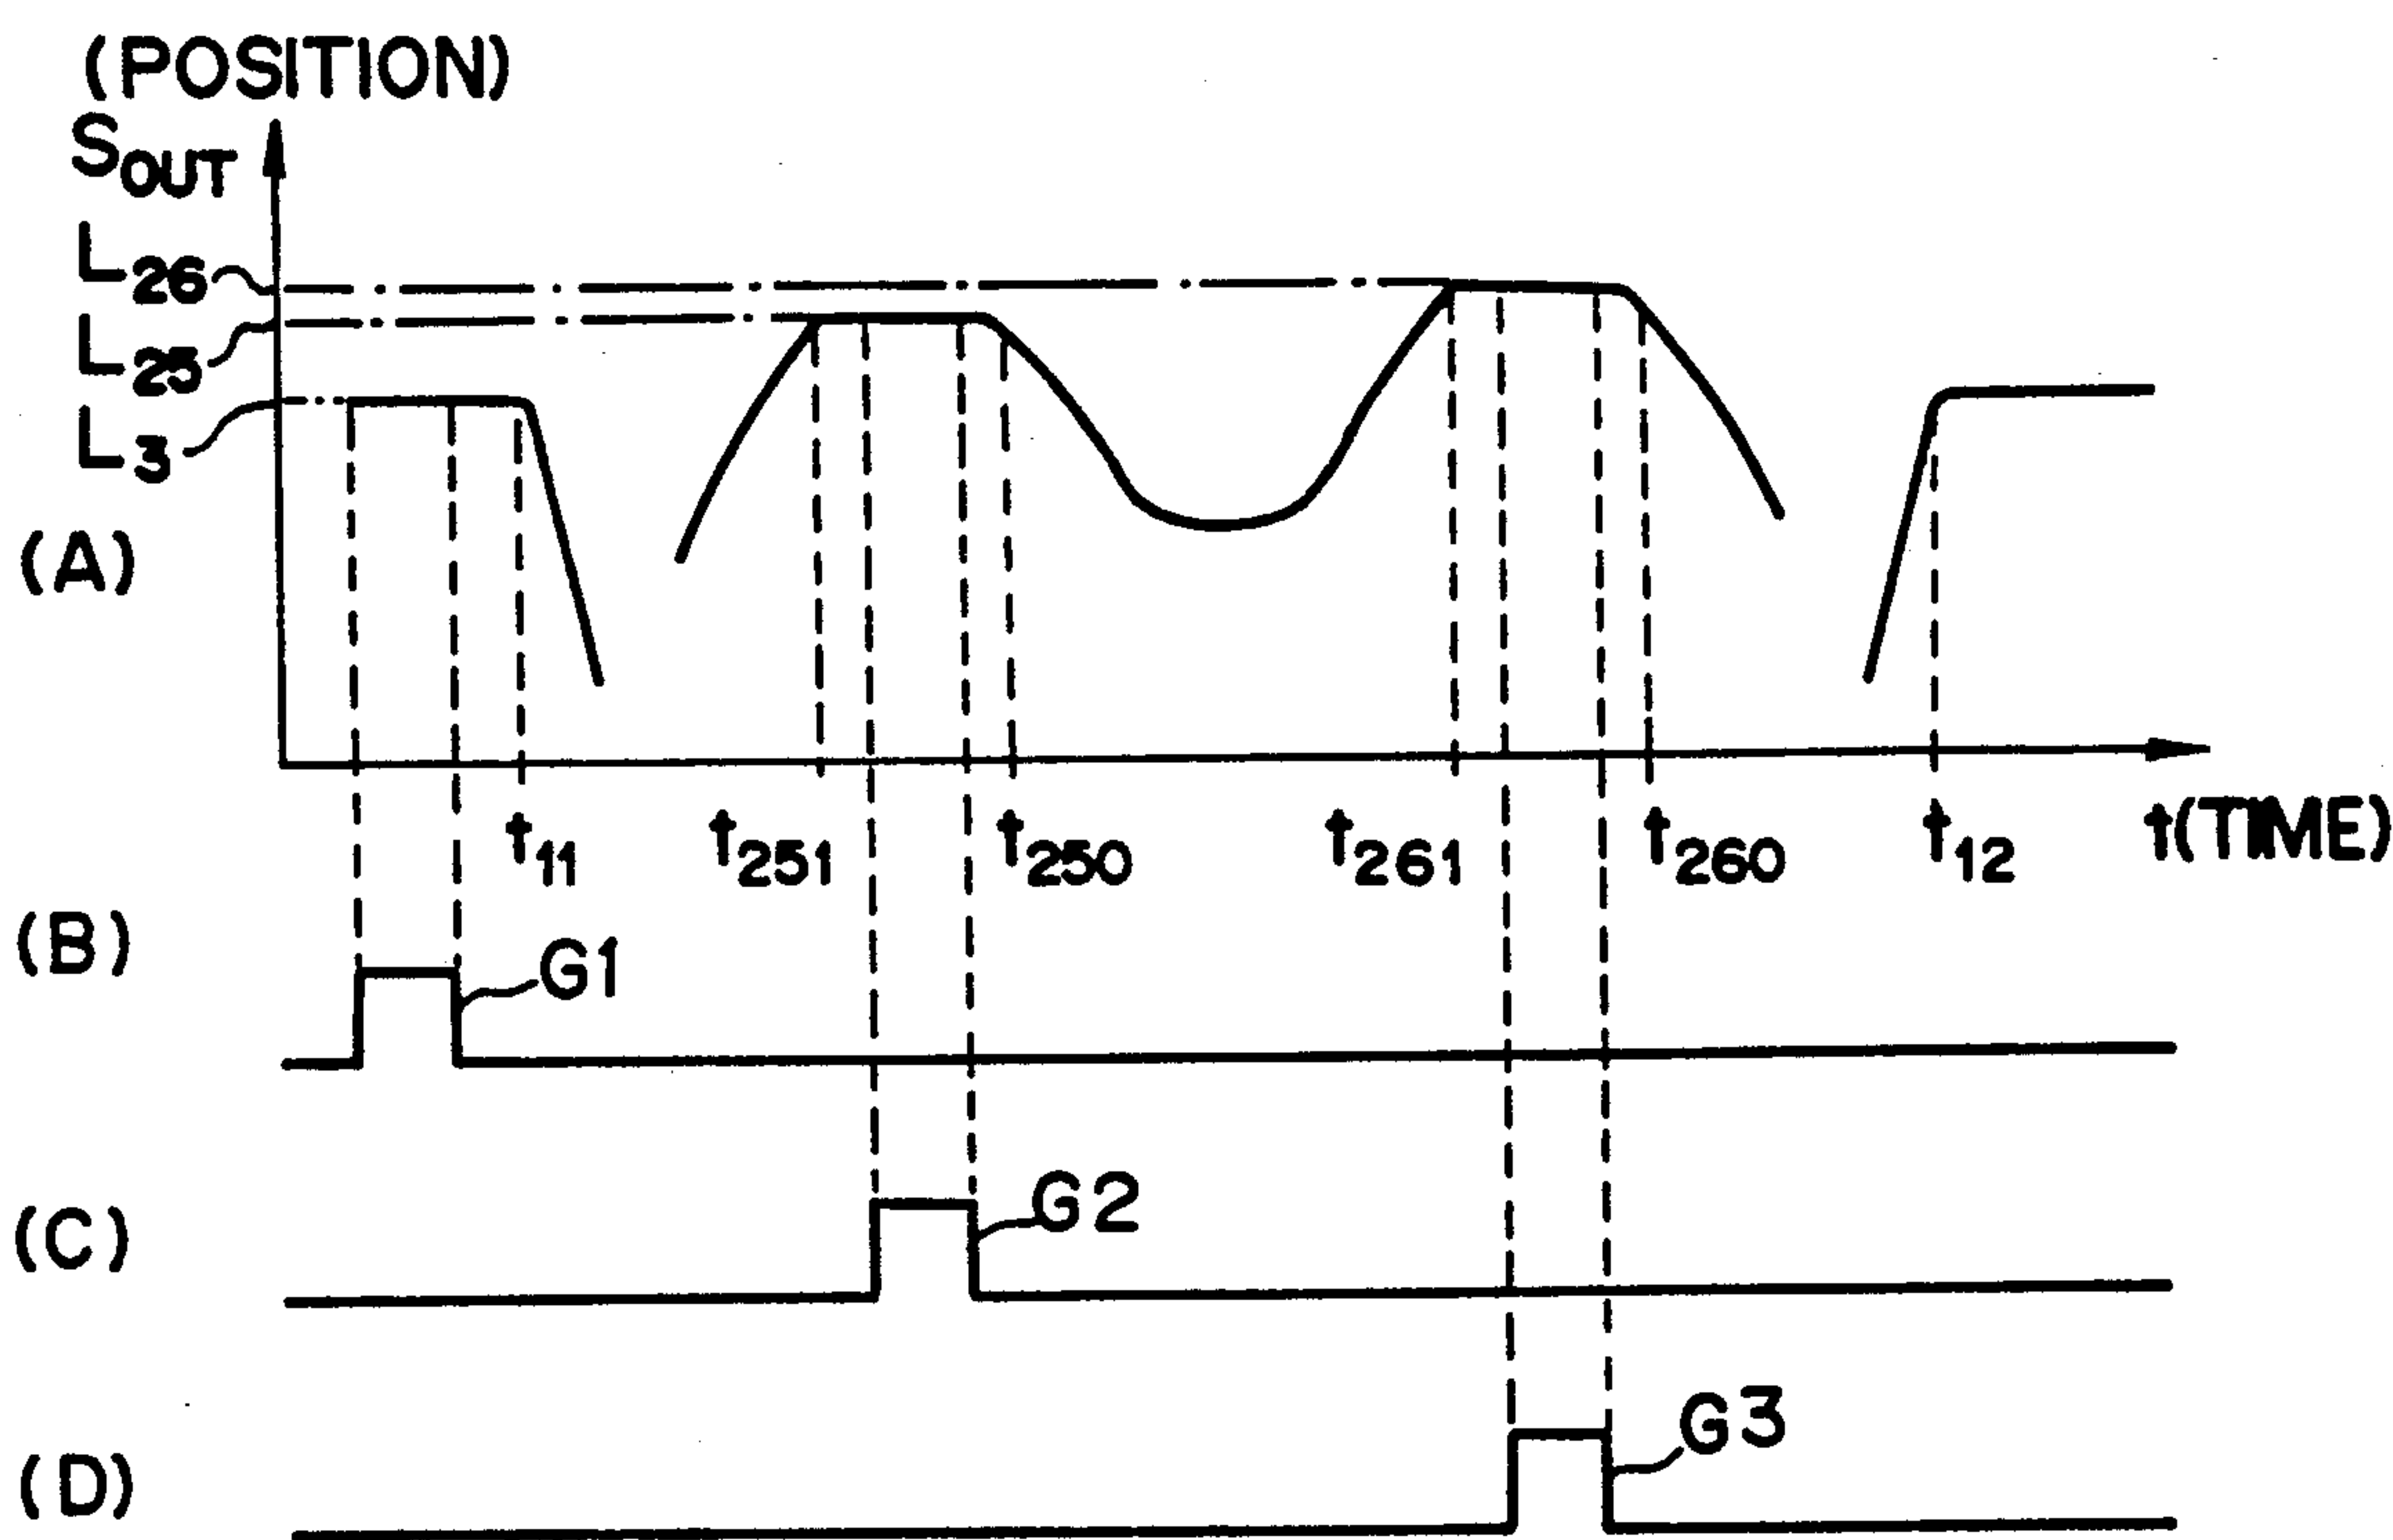 (POSITION)
SOUT
L26
L25
L3
(A)
t11 t251 t250 t261 t260 t12 t(TIME)
(B)
G1
(C)
G2
(D)
G3